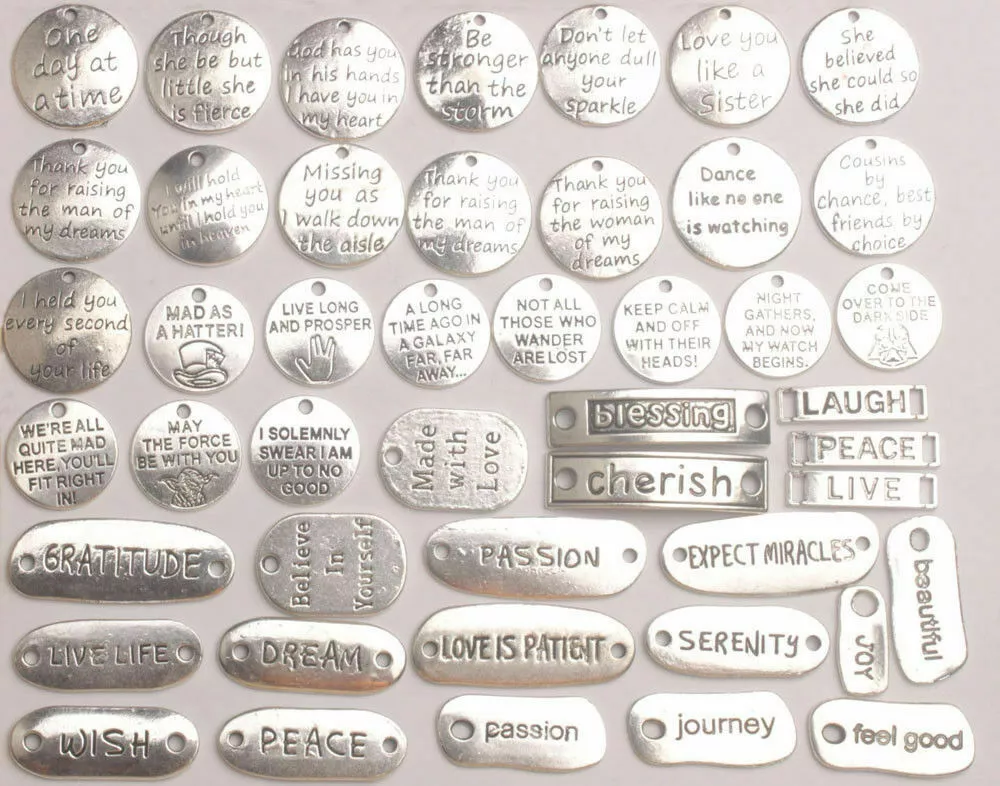 One
day at
a time
Though
she be but
little she
is fierce
God has you
in his hands
I have you in
my heart
Be
stronger
than the
storm
Don't let
anyone dull
your
sparkle
Love you
like a
Sister
She
believed
she could so
she did
Thank you
for raising
the man of
my dreams
I will hold
You in my heart
until I hold you
in heaven
Missing
you as
I walk down
the aisle
Thank you
for raising
the man of
my dreams
Thank you
for raising
the woman
of my
dreams
Dance
like no one
is watching
Cousins
by
chance, best
friends by
choice
I held you
every second
of
your life
MAD AS
A HATTER!
LIVE LONG
AND PROSPER
A LONG
TIME AGO IN
A GALAXY
FAR, FAR
AWAY...
NOT ALL
THOSE WHO
WANDER
ARE LOST
KEEP CALM
AND OFF
WITH THEIR
HEADS!
NIGHT
GATHERS,
AND NOW
MY WATCH
BEGINS.
COME
OVER TO THE
DARK SIDE
WE'RE ALL
QUITE MAD
HERE, YOU'LL
FIT RIGHT
IN!
MAY
THE FORCE
BE WITH YOU
I SOLEMNLY
SWEAR I AM
UP TO NO
GOOD
Made
with
Love
blessing
cherish
LAUGH
PEACE
LIVE
GRATITUDE
Believe
In
Yourself
PASSION
EXPECT MIRACLES
beautiful
LIVE LIFE
DREAM
LOVE IS PATIENT
SERENITY
JOY
WISH
PEACE
passion
journey
feel good